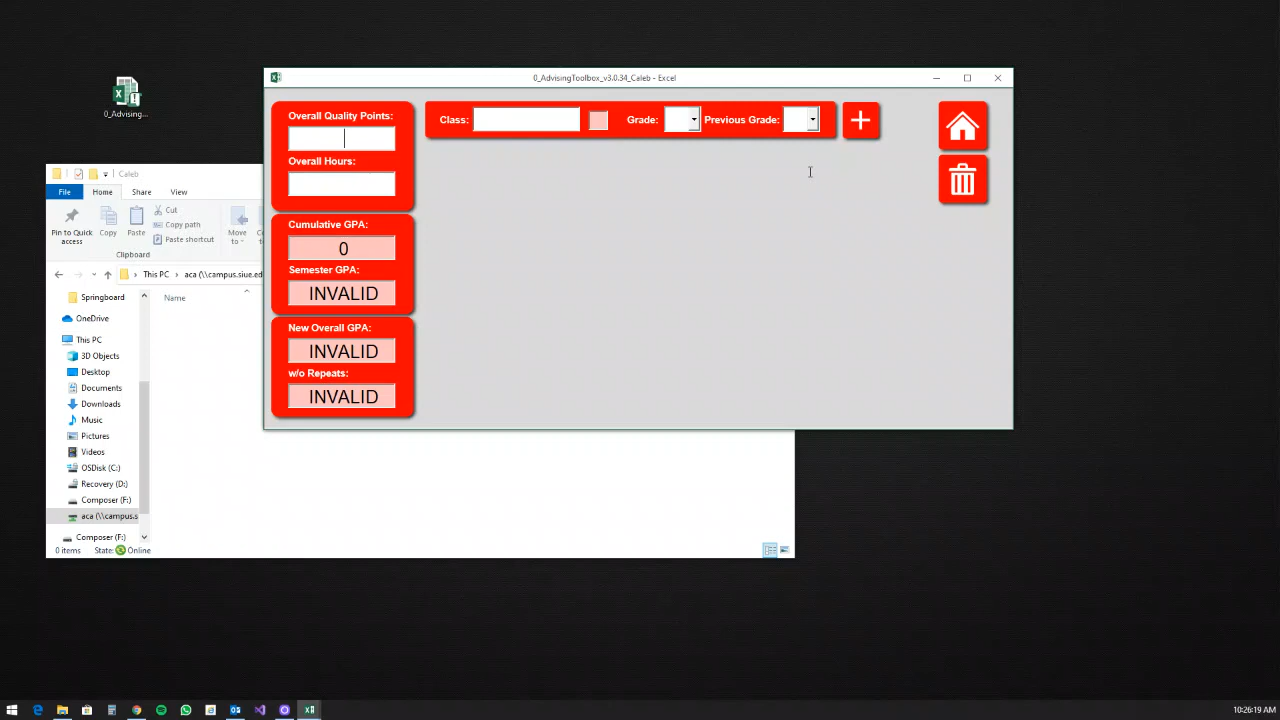 0_AdvisingToolbox_v3.0.34_Caleb - Excel
0_Advising...
Overall Quality Points:
Overall Hours:
Class:
Grade:
Previous Grade:
Cumulative GPA:
0
Semester GPA:
INVALID
New Overall GPA:
INVALID
w/o Repeats:
INVALID
Caleb
File
Home
Share
View
Pin to Quick access
Copy
Paste
Cut
Copy path
Paste shortcut
Move to
Clipboard
This PC
aca (\\campus.siue.ed
Name
Springboard
OneDrive
This PC
3D Objects
Desktop
Documents
Downloads
Music
Pictures
Videos
OSDisk (C:)
Recovery (D:)
Composer (F:)
aca (\\campus.s
Composer (F:)
0 items
State: Online
10:26:19 AM